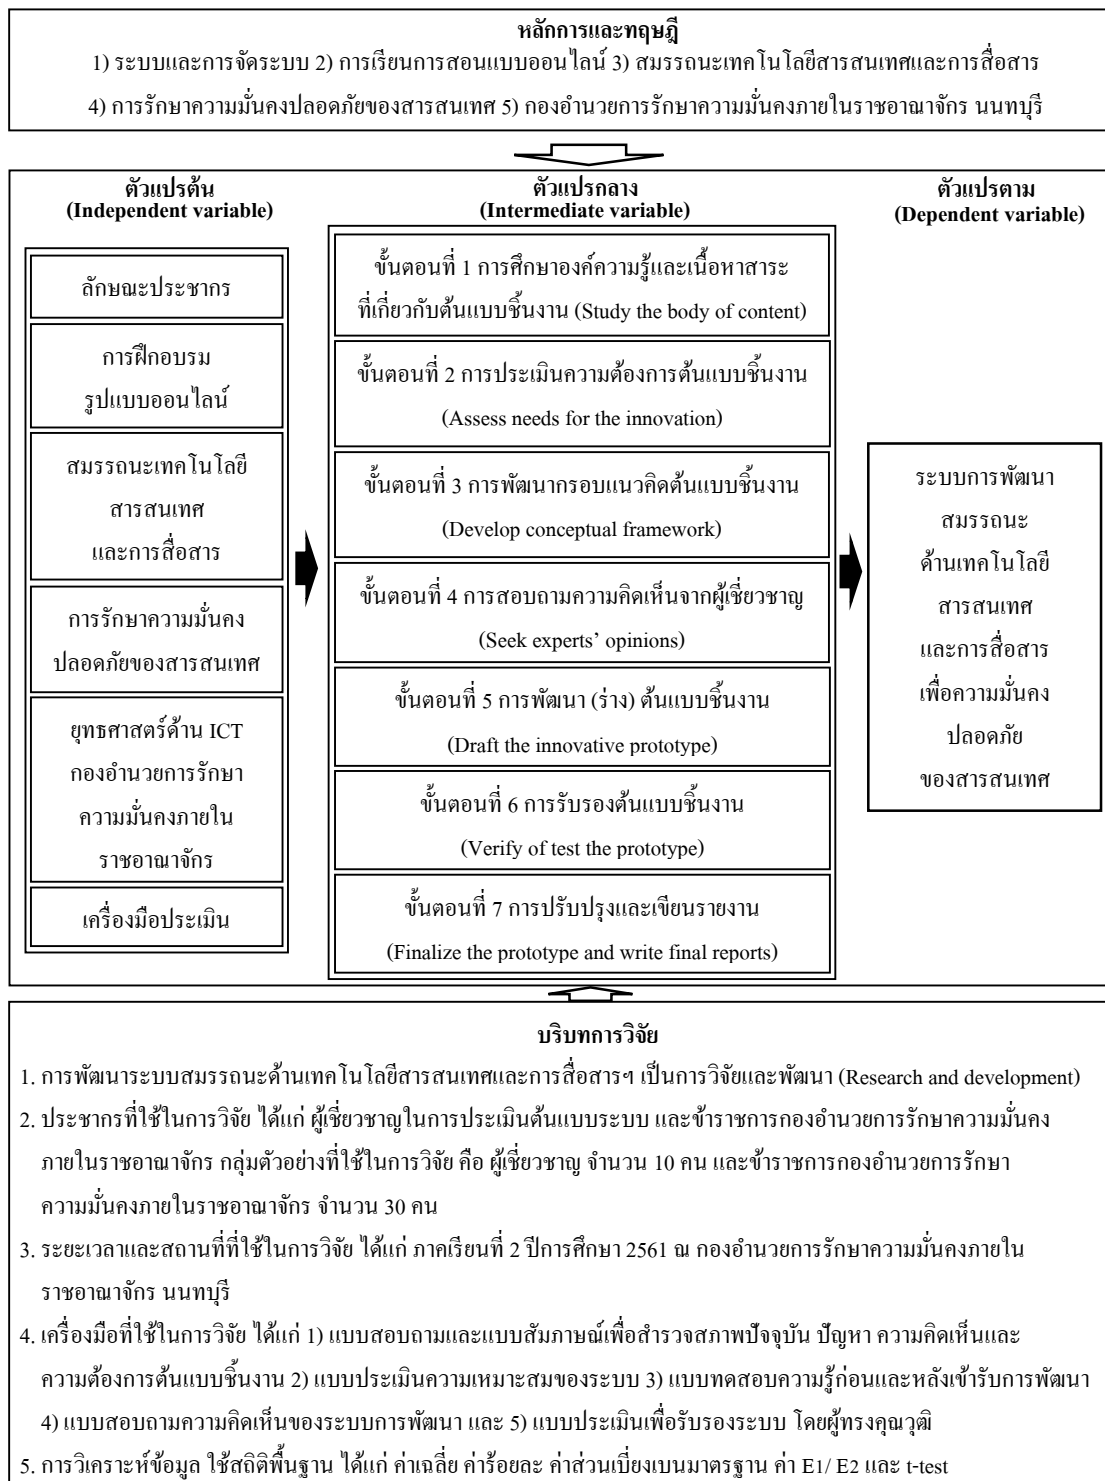 หลักการและทฤษฎี
1) ระบบและการจัดระบบ 2) การเรียนการสอนแบบออนไลน์ 3) สมรรถนะเทคโนโลยีสารสนเทศและการสื่อสาร
4) การรักษาความมั่นคงปลอดภัยของสารสนเทศ 5) กองอำนวยการรักษาความมั่นคงภายในราชอาณาจักร นนทบุรี
ตัวแปรต้น
(Independent variable)
ลักษณะประชากร
การฝึกอบรม
รูปแบบออนไลน์
สมรรถนะเทคโนโลยี
สารสนเทศ
และการสื่อสาร
การรักษาความมั่นคง
ปลอดภัยของสารสนเทศ
ยุทธศาสตร์ด้าน ICT
กองอำนวยการรักษา
ความมั่นคงภายใน
ราชอาณาจักร
เครื่องมือประเมิน
ตัวแปรกลาง
(Intermediate variable)
ขั้นตอนที่ 1 การศึกษาองค์ความรู้และเนื้อหาสาระ
ที่เกี่ยวกับต้นแบบชิ้นงาน (Study the body of content)
ขั้นตอนที่ 2 การประเมินความต้องการต้นแบบชิ้นงาน
(Assess needs for the innovation)
ขั้นตอนที่ 3 การพัฒนากรอบแนวคิดต้นแบบชิ้นงาน
(Develop conceptual framework)
ขั้นตอนที่ 4 การสอบถามความคิดเห็นจากผู้เชี่ยวชาญ
(Seek experts’ opinions)
ขั้นตอนที่ 5 การพัฒนา (ร่าง) ต้นแบบชิ้นงาน
(Draft the innovative prototype)
ขั้นตอนที่ 6 การรับรองต้นแบบชิ้นงาน
(Verify of test the prototype)
ขั้นตอนที่ 7 การปรับปรุงและเขียนรายงาน
(Finalize the prototype and write final reports)
ตัวแปรตาม
(Dependent variable)
ระบบการพัฒนา
สมรรถนะ
ด้านเทคโนโลยี
สารสนเทศ
และการสื่อสาร
เพื่อความมั่นคง
ปลอดภัย
ของสารสนเทศ
บริบทการวิจัย
1. การพัฒนาระบบสมรรถนะด้านเทคโนโลยีสารสนเทศและการสื่อสารฯ เป็นการวิจัยและพัฒนา (Research and development)
2. ประชากรที่ใช้ในการวิจัย ได้แก่ ผู้เชี่ยวชาญในการประเมินต้นแบบระบบ และข้าราชการกองอำนวยการรักษาความมั่นคง
ภายในราชอาณาจักร กลุ่มตัวอย่างที่ใช้ในการวิจัย คือ ผู้เชี่ยวชาญ จำนวน 10 คน และข้าราชการกองอำนวยการรักษา
ความมั่นคงภายในราชอาณาจักร จำนวน 30 คน
3. ระยะเวลาและสถานที่ที่ใช้ในการวิจัย ได้แก่ ภาคเรียนที่ 2 ปีการศึกษา 2561 ณ กองอำนวยการรักษาความมั่นคงภายใน
ราชอาณาจักร นนทบุรี
4. เครื่องมือที่ใช้ในการวิจัย ได้แก่ 1) แบบสอบถามและแบบสัมภาษณ์เพื่อสำรวจสภาพปัจจุบัน ปัญหา ความคิดเห็นและ
ความต้องการต้นแบบชิ้นงาน 2) แบบประเมินความเหมาะสมของระบบ 3) แบบทดสอบความรู้ก่อนและหลังเข้ารับการพัฒนา
4) แบบสอบถามความคิดเห็นของระบบการพัฒนา และ 5) แบบประเมินเพื่อรับรองระบบ โดยผู้ทรงคุณวุฒิ
5. การวิเคราะห์ข้อมูล ใช้สถิติพื้นฐาน ได้แก่ ค่าเฉลี่ย ค่าร้อยละ ค่าส่วนเบี่ยงเบนมาตรฐาน ค่า E1/ E2 และ t-test